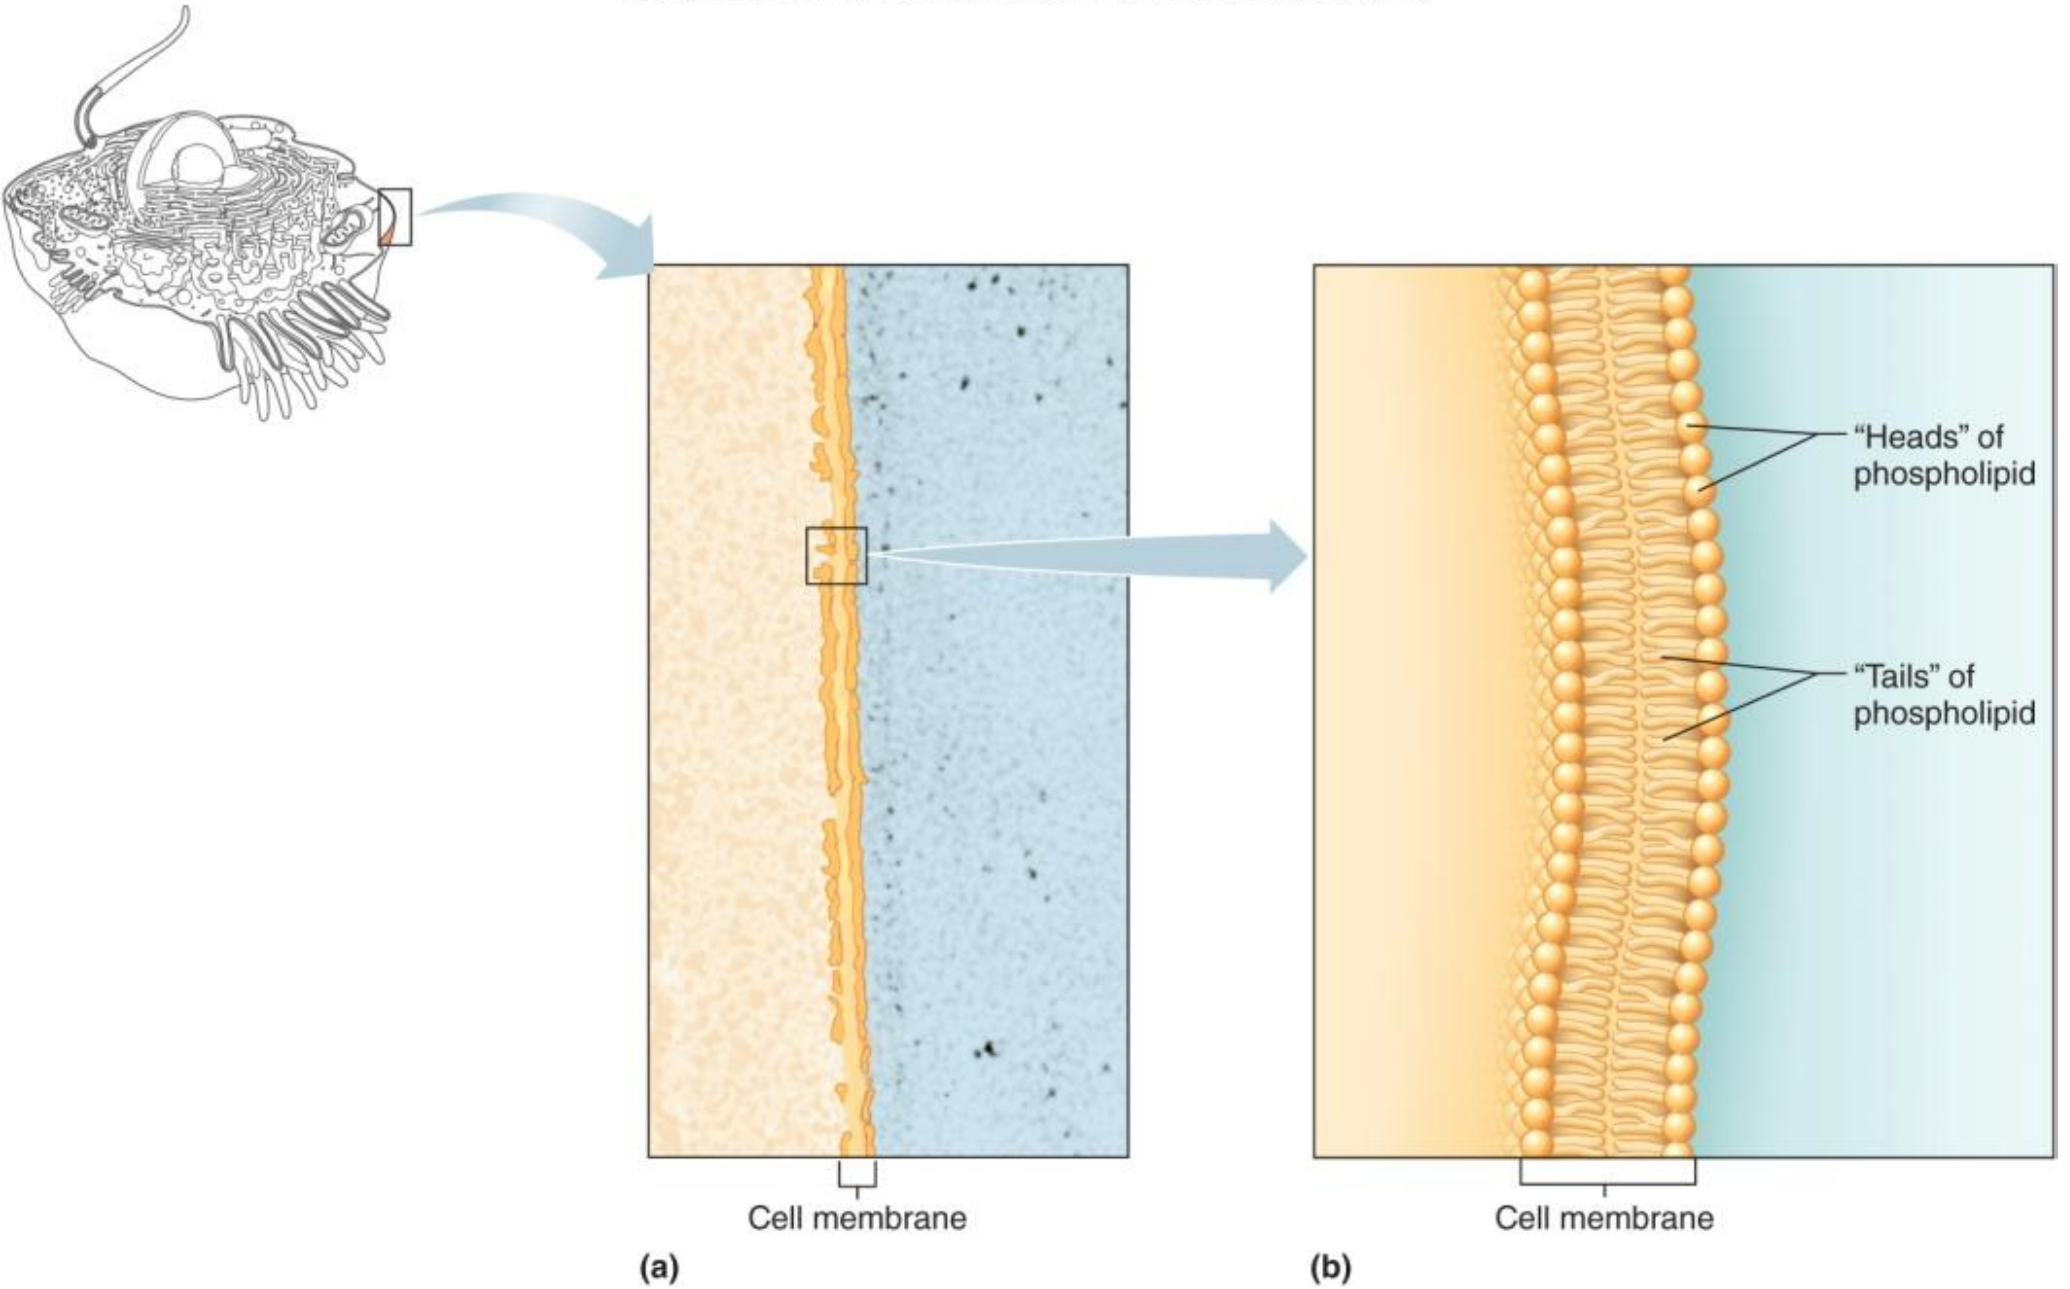 “Heads” of
phospholipid
“Tails” of
phospholipid
Cell membrane
Cell membrane
(a)
(b)